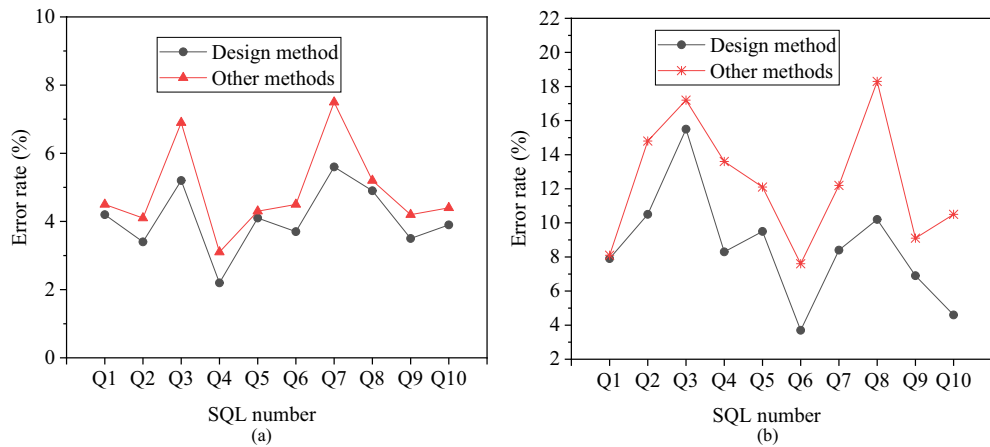 10
8
6
4
2
0
Error rate (%)
Design method
Other methods
Q1 Q2 Q3 Q4 Q5 Q6 Q7 Q8 Q9 Q10
SQL number
(a)
22
20
18
16
14
12
10
8
6
4
2
Error rate (%)
Design method
Other methods
Q1 Q2 Q3 Q4 Q5 Q6 Q7 Q8 Q9 Q10
SQL number
(b)